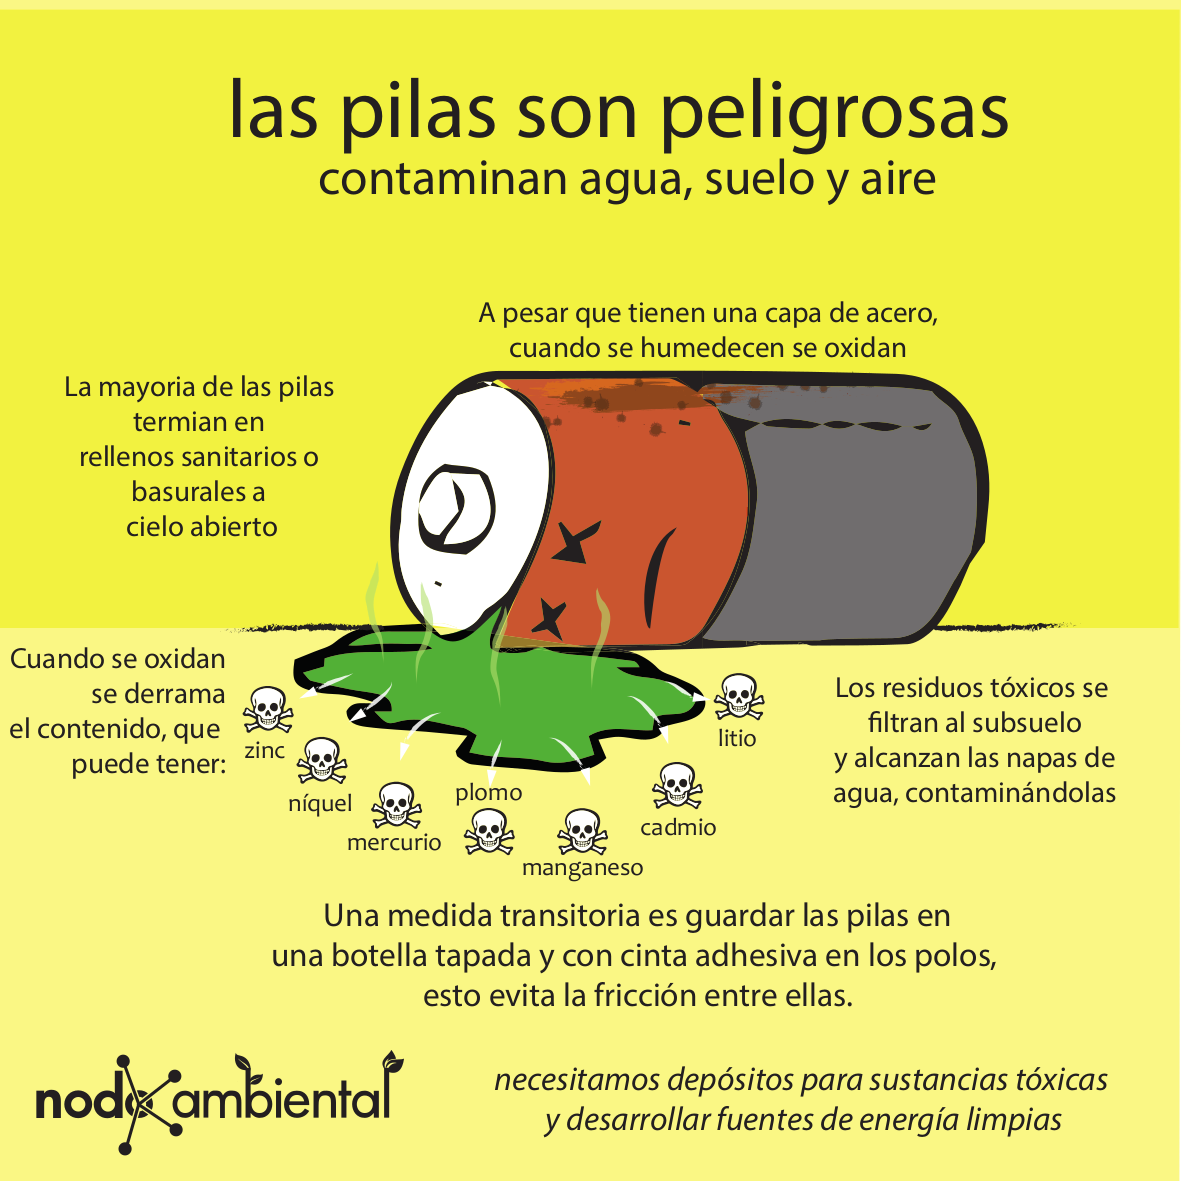 las pilas son peligrosas
contaminan agua, suelo y aire
A pesar que tienen una capa de acero,
cuando se humedecen se oxidan
La mayoria de las pilas
termian en
rellenos sanitarios o
basurales a
cielo abierto
Cuando se oxidan
se derrama
el contenido, que
puede tener:
zinc
níquel
mercurio
plomo
manganeso
cadmio
litio
Los residuos tóxicos se
filtran al subsuelo
y alcanzan las napas de
agua, contaminándolas
Una medida transitoria es guardar las pilas en
una botella tapada y con cinta adhesiva en los polos,
esto evita la fricción entre ellas.
nodo ambiental
necesitamos depósitos para sustancias tóxicas
y desarrollar fuentes de energía limpias